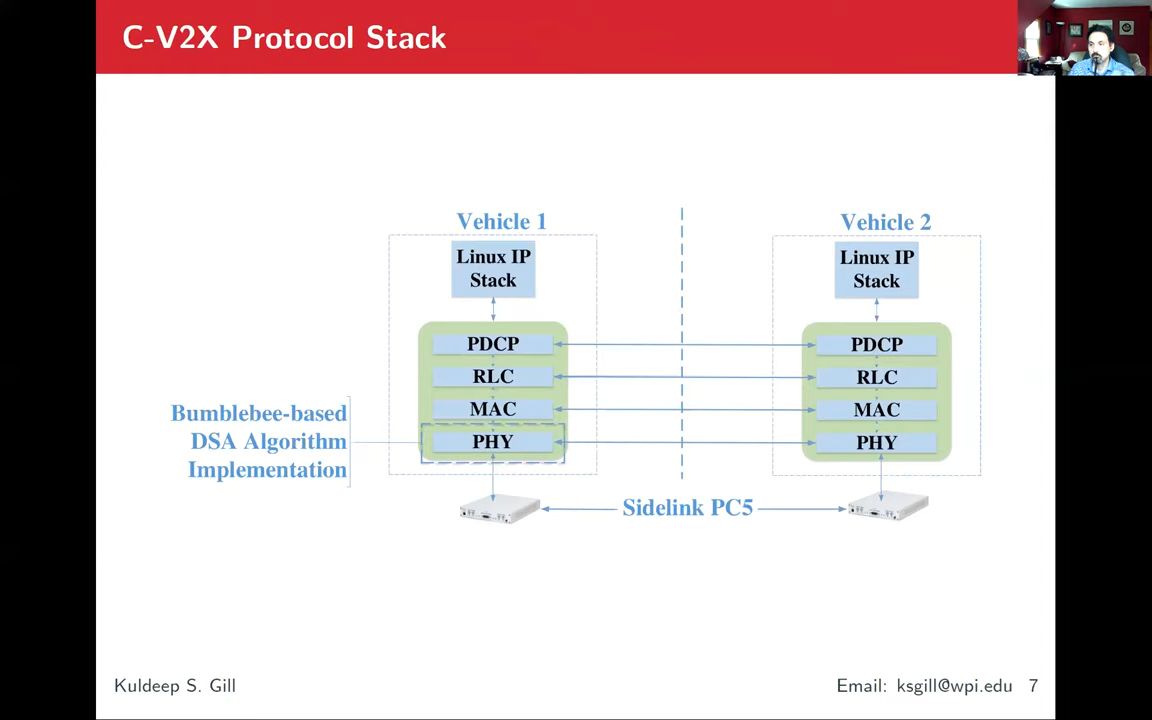 C-V2X Protocol Stack
Vehicle 1
Linux IP
Stack
PDCP
RLC
MAC
PHY
Bumblebee-based
DSA Algorithm
Implementation
Vehicle 2
Linux IP
Stack
PDCP
RLC
MAC
PHY
Sidelink PC5
Kuldeep S. Gill
Email: ksgill@wpi.edu 7